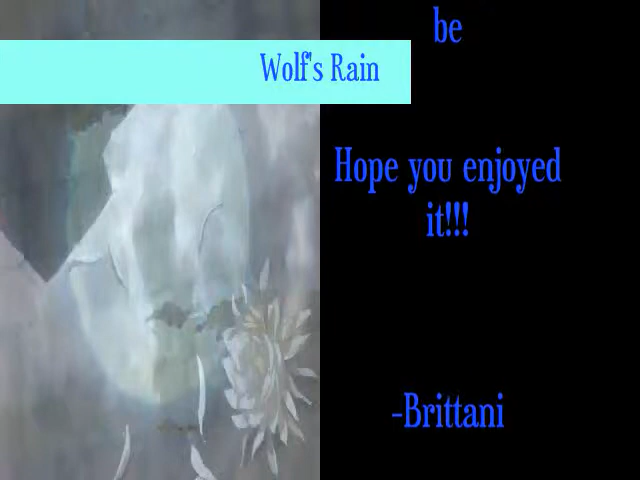 be
Wolf's Rain
Hope you enjoyed
it!!!
-Brittani